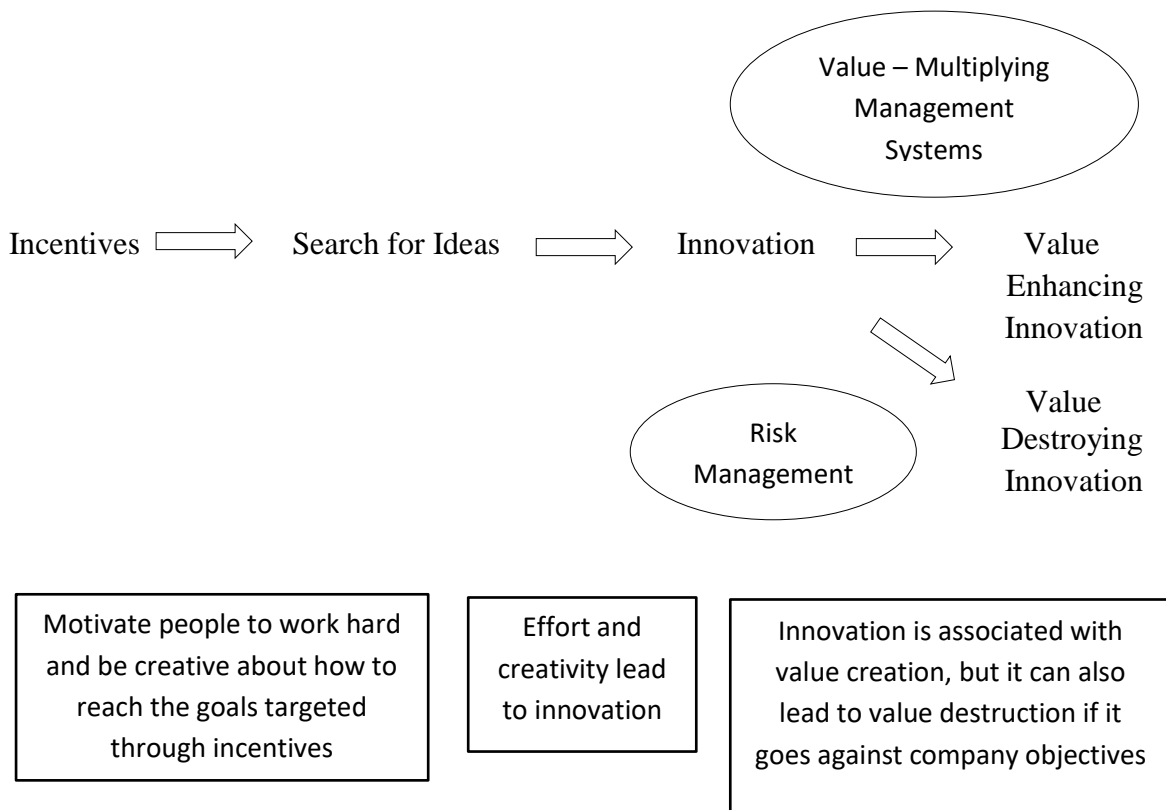 Value – Multiplying
Management
Systems
Incentives
Search for Ideas
Innovation
Value
Enhancing
Innovation
Value
Destroying
Innovation
Risk
Management
Motivate people to work hard
and be creative about how to
reach the goals targeted
through incentives
Effort and
creativity lead
to innovation
Innovation is associated with
value creation, but it can also
lead to value destruction if it
goes against company objectives